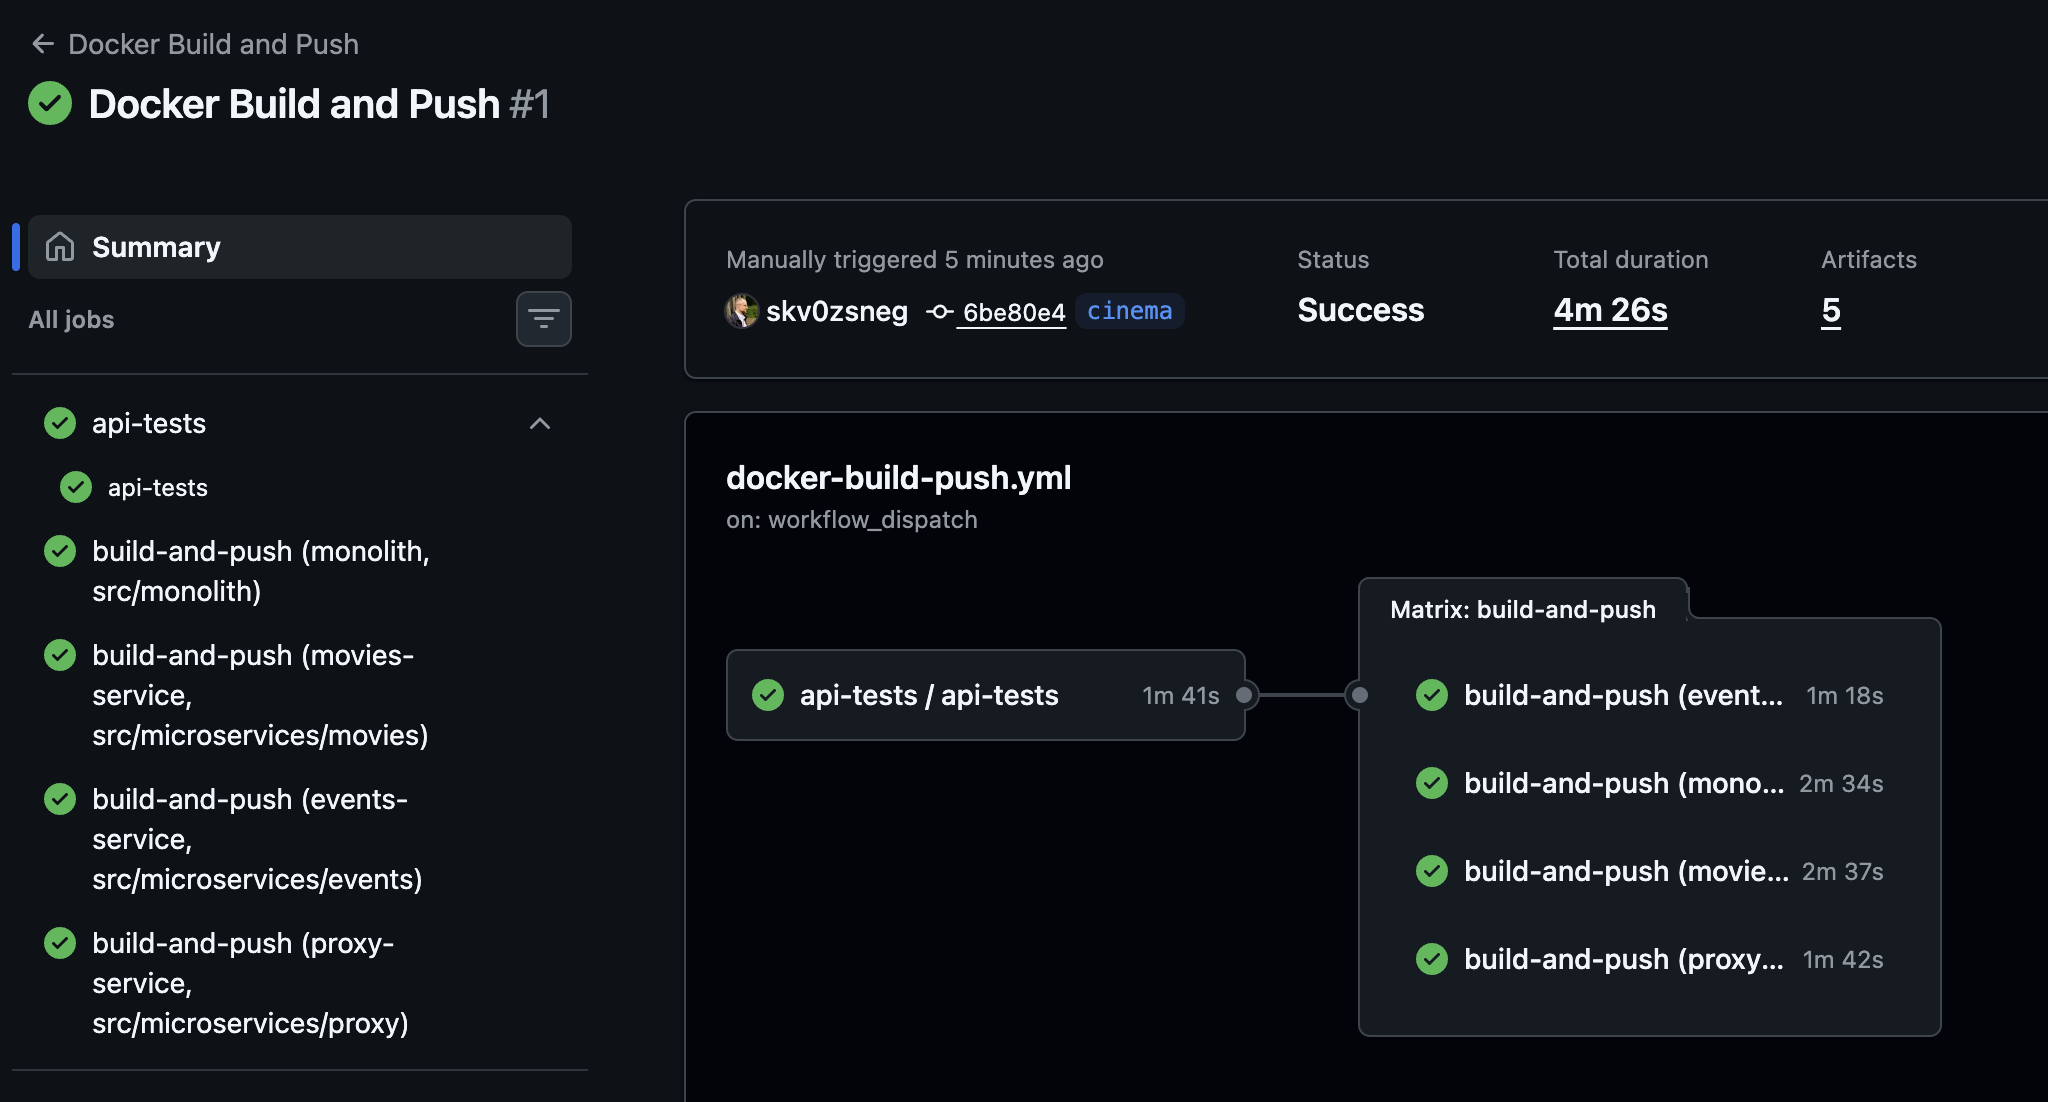 Docker Build and Push
Docker Build and Push #1
Summary
All jobs
api-tests
api-tests
build-and-push (monolith,
src/monolith)
build-and-push (movies-
service,
src/microservices/movies)
build-and-push (events-
service,
src/microservices/events)
build-and-push (proxy-
service,
src/microservices/proxy)
Manually triggered 5 minutes ago
skv0zsneg 6be80e4 cinema
Status
Success
Total duration
4m 26s
Artifacts
5
docker-build-push.yml
on: workflow_dispatch
api-tests / api-tests 1m 41s
Matrix: build-and-push
build-and-push (event... 1m 18s
build-and-push (mono... 2m 34s
build-and-push (movie... 2m 37s
build-and-push (proxy... 1m 42s